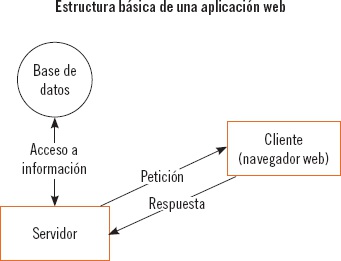 Estructura básica de una aplicación web
Base de
datos
Acceso a
información
Cliente
(navegador web)
Petición
Respuesta
Servidor